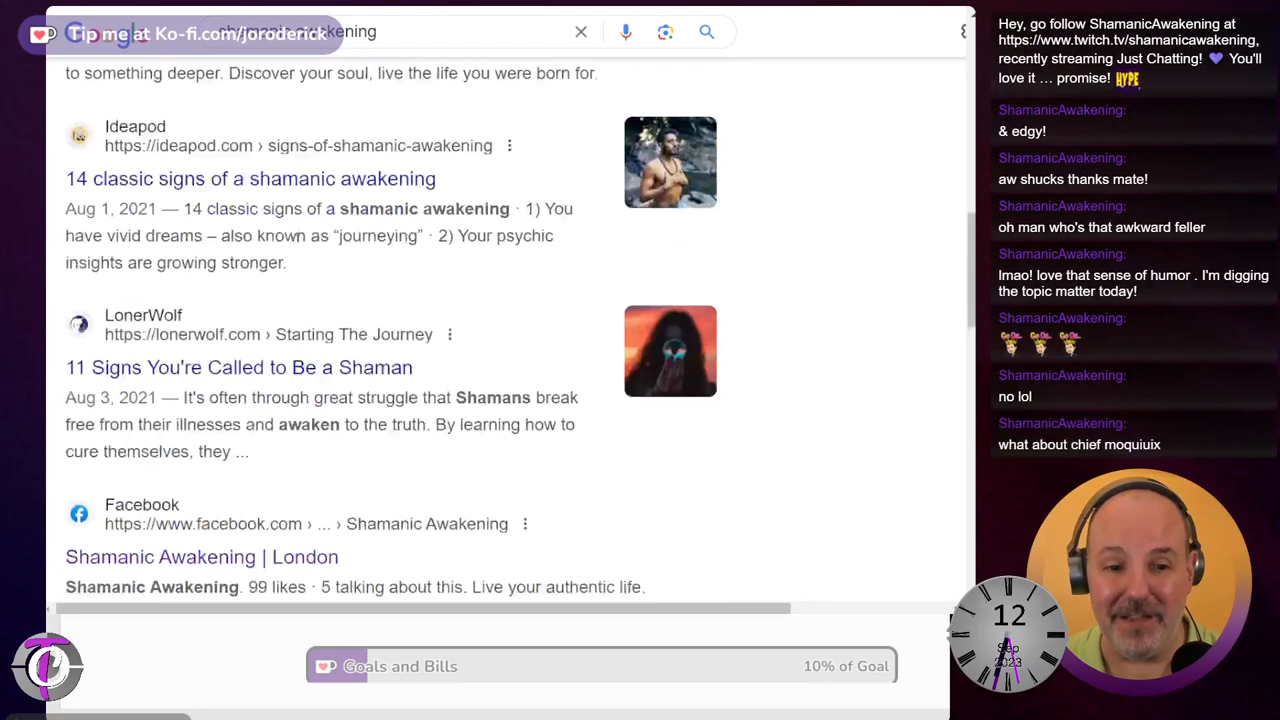 Tip me at Ko-fi.com/joroderick
to something deeper. Discover your soul, live the life you were born for.
Ideapod
https://ideapod.com › signs-of-shamanic-awakening
14 classic signs of a shamanic awakening
Aug 1, 2021 — 14 classic signs of a shamanic awakening · 1) You
have vivid dreams – also known as “journeying” · 2) Your psychic
insights are growing stronger.
LonerWolf
https://lonerwolf.com › Starting The Journey
11 Signs You're Called to Be a Shaman
Aug 3, 2021 — It's often through great struggle that Shamans break
free from their illnesses and awaken to the truth. By learning how to
cure themselves, they ...
Facebook
https://www.facebook.com › ... › Shamanic Awakening
Shamanic Awakening | London
Shamanic Awakening. 99 likes · 5 talking about this. Live your authentic life.
Goals and Bills 10% of Goal
Hey, go follow ShamanicAwakening at
https://www.twitch.tv/shamanicawakening,
recently streaming Just Chatting! 💜 You'll
love it ... promise! HYPE
ShamanicAwakening:
& edgy!
ShamanicAwakening:
aw shucks thanks mate!
ShamanicAwakening:
oh man who's that awkward feller
ShamanicAwakening:
lmao! love that sense of humor . I'm digging
the topic matter today!
ShamanicAwakening:
ShamanicAwakening:
no lol
ShamanicAwakening:
what about chief moquiuix
12
Sep
2023